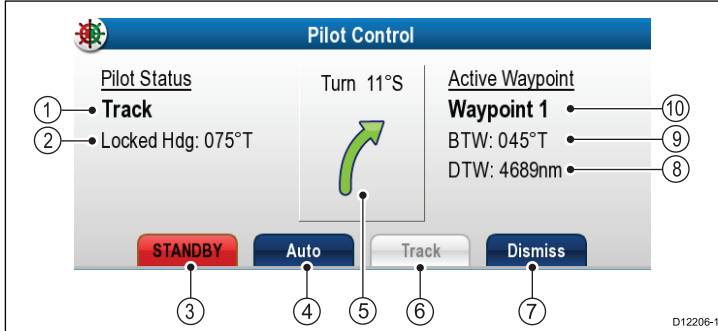 Pilot Control
Pilot Status
Track
Locked Hdg: 075°T
Turn 11°S
Active Waypoint
Waypoint 1
BTW: 045°T
DTW: 4689nm
STANDBY
Auto
Track
Dismiss
1
2
3
4
5
6
7
8
9
10
D12206-1